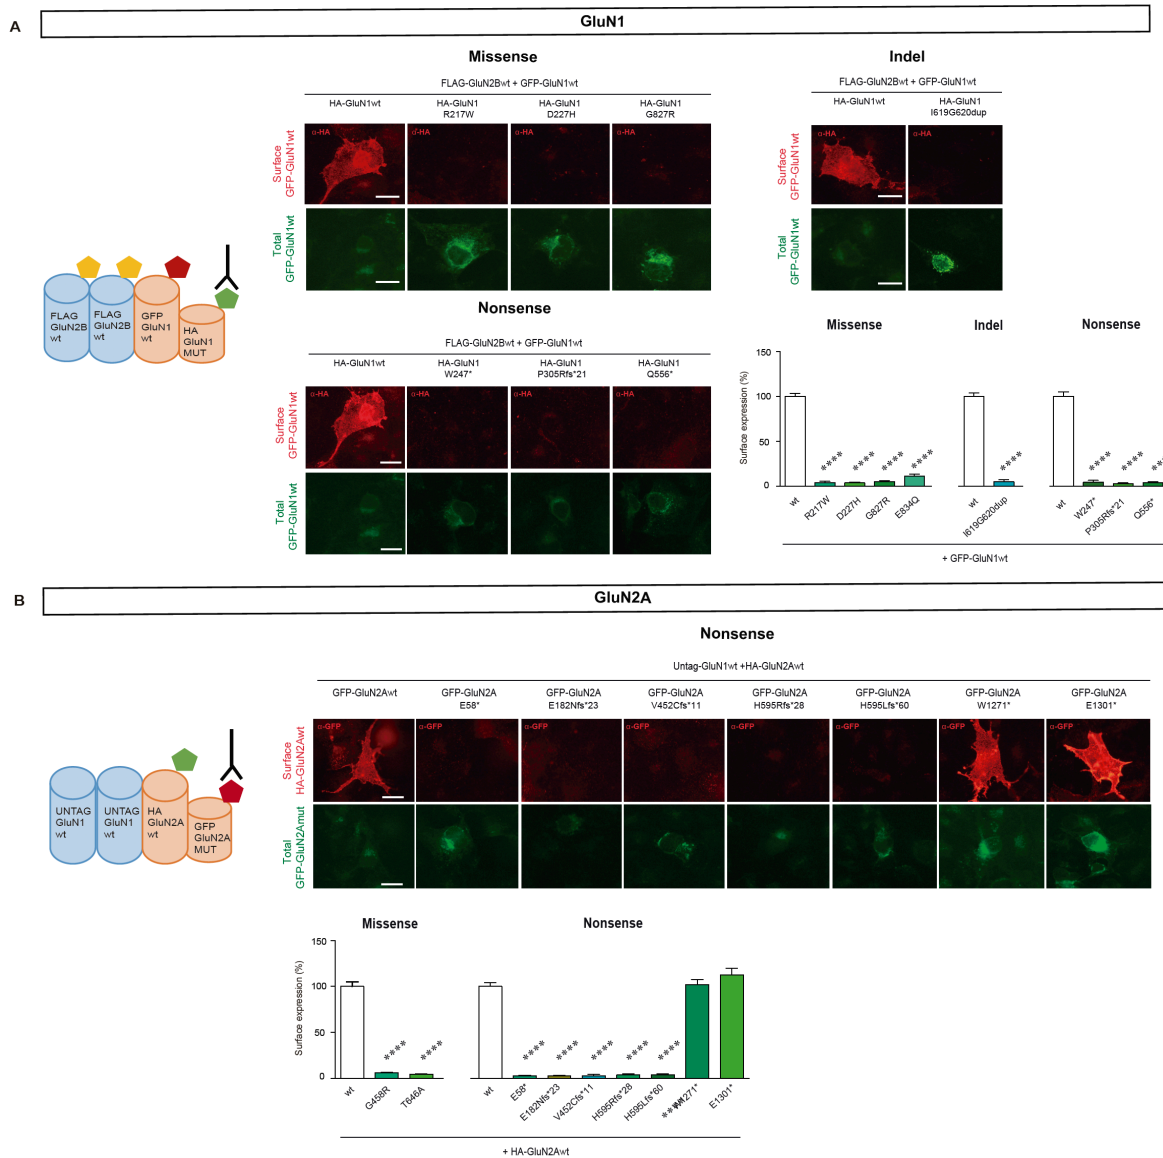 A
GluN1
Missense
FLAG-GluN2Bwt + GFP-GluN1wt
HA-GluN1wt
HA-GluN1
R217W
HA-GluN1
D227H
HA-GluN1
G827R
Surface
GFP-GluN1wt
α-HA
α-HA
α-HA
α-HA
Total
GFP-GluN1wt
Indel
FLAG-GluN2Bwt + GFP-GluN1wt
HA-GluN1wt
HA-GluN1
I619G620dup
Surface
GFP-GluN1wt
α-HA
α-HA
Total
GFP-GluN1wt
FLAG
GluN2B
wt
FLAG
GluN2B
wt
GFP
GluN1
wt
HA
GluN1
MUT
Nonsense
FLAG-GluN2Bwt + GFP-GluN1wt
HA-GluN1wt
HA-GluN1
W247*
HA-GluN1
P305Rfs*21
HA-GluN1
Q556*
Surface
GFP-GluN1wt
α-HA
α-HA
α-HA
α-HA
Total
GFP-GluN1wt
Missense
Indel
Nonsense
Surface expression (%)
150
100
50
0
****
****
****
****
****
****
****
***
wt
R217W
D227H
G827R
E834Q
wt
I619G620dup
wt
W247*
P305Rfs*21
Q556*
+ GFP-GluN1wt
B
GluN2A
Nonsense
Untag-GluN1wt +HA-GluN2Awt
GFP-GluN2Awt
GFP-GluN2A
E58*
GFP-GluN2A
E182Nfs*23
GFP-GluN2A
V452Cfs*11
GFP-GluN2A
H595Rfs*28
GFP-GluN2A
H595Lfs*60
GFP-GluN2A
W1271*
GFP-GluN2A
E1301*
Surface
HA-GluN2Awt
α-GFP
α-GFP
α-GFP
α-GFP
α-GFP
α-GFP
α-GFP
α-GFP
Total
GFP-GluN2Amut
UNTAG
GluN1
wt
UNTAG
GluN1
wt
HA
GluN2A
wt
GFP
GluN2A
MUT
Missense
Nonsense
Surface expression (%)
150
100
50
0
****
****
****
****
****
****
****
****
wt
G458R
T646A
wt
E58*
E182Nfs*23
V452Cfs*11
H595Rfs*28
H595Lfs*60
W1271*
E1301*
+ HA-GluN2Awt